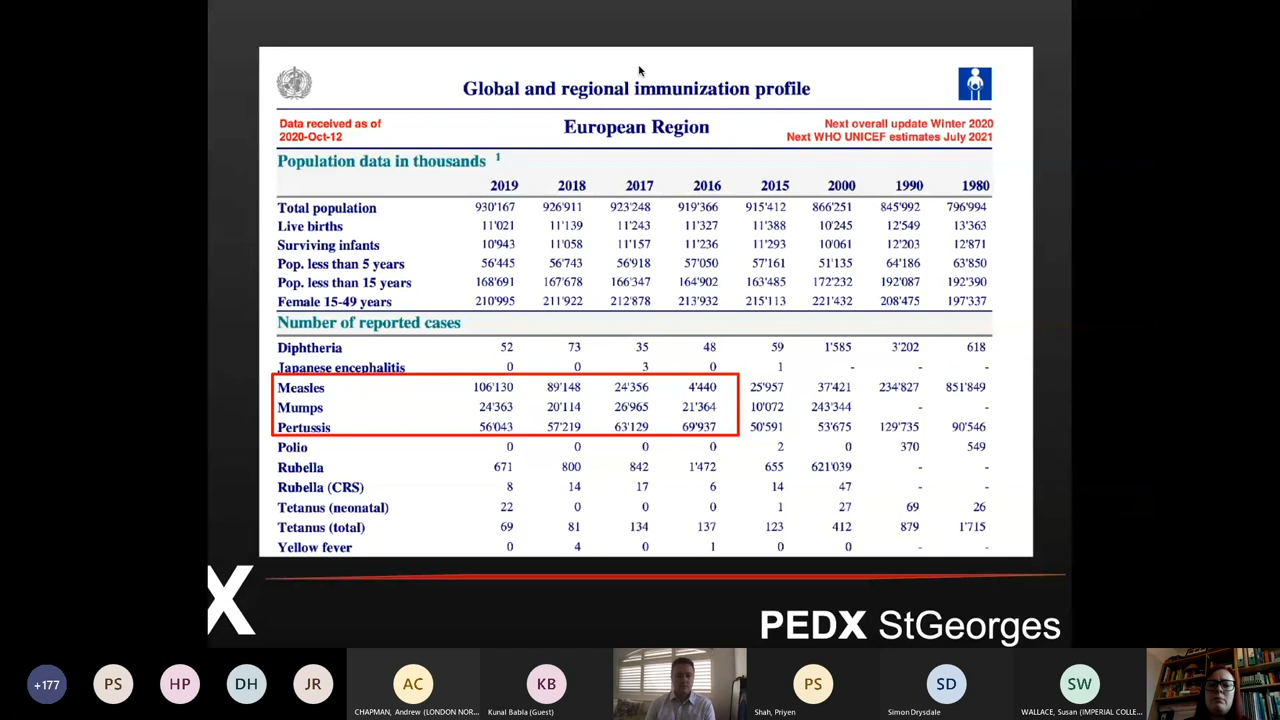 Global and regional immunization profile
Data received as of
2020-Oct-12
European Region
Next overall update Winter 2020
Next WHO UNICEF estimates July 2021
Population data in thousands 1
2019 2018 2017 2016 2015 2000 1990 1980
Total population 930'167 926'911 923'248 919'366 915'412 866'251 845'992 796'994
Live births 11'021 11'139 11'243 11'327 11'388 10'245 12'549 13'363
Surviving infants 10'943 11'058 11'157 11'236 11'293 10'061 12'203 12'871
Pop. less than 5 years 56'445 56'743 56'918 57'050 57'161 51'135 64'186 63'850
Pop. less than 15 years 168'691 167'678 166'347 164'902 163'485 172'232 192'087 192'390
Female 15-49 years 210'995 211'922 212'878 213'932 215'113 221'432 208'475 197'337
Number of reported cases
Diphtheria 52 73 35 48 59 1'585 3'202 618
Japanese encephalitis 0 0 3 0 1 - - -
Measles 106'130 89'148 24'356 4'440 25'957 37'421 234'827 851'849
Mumps 24'363 20'114 26'965 21'364 10'072 243'344 - -
Pertussis 56'043 57'219 63'129 69'937 50'591 53'675 129'735 90'546
Polio 0 0 0 0 2 0 370 549
Rubella 671 800 842 1'472 655 621'039 - -
Rubella (CRS) 8 14 17 6 14 47 - -
Tetanus (neonatal) 22 0 0 0 1 27 69 26
Tetanus (total) 69 81 134 137 123 412 879 1'715
Yellow fever 0 4 0 1 0 0 - -
X
PEDX StGeorges
+177 PS HP DH JR AC KB PS SD SW
CHAPMAN, Andrew (LONDON NOR... Kunal Babla (Guest) Shah, Priyen Simon Drysdale WALLACE, Susan (IMPERIAL COLLE...